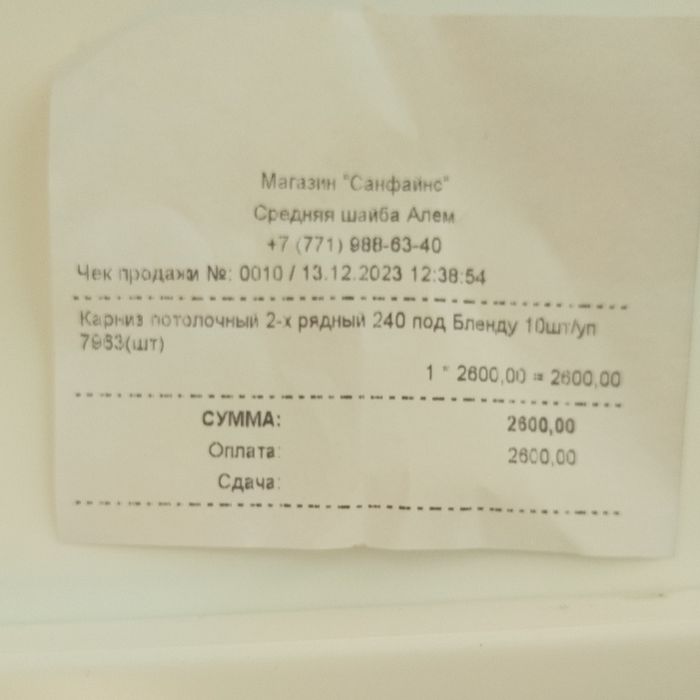 Магазин "Санфайнс"
Средняя шайба Алем
+7 (771) 988-63-40
Чек продажи №: 0010 / 13.12.2023 12:38:54
Карниз потолочный 2-х рядный 240 под Бленду 10шт/уп
7983(шт)
1 * 2600,00 = 2600,00
СУММА: 2600,00
Оплата: 2600,00
Сдача: